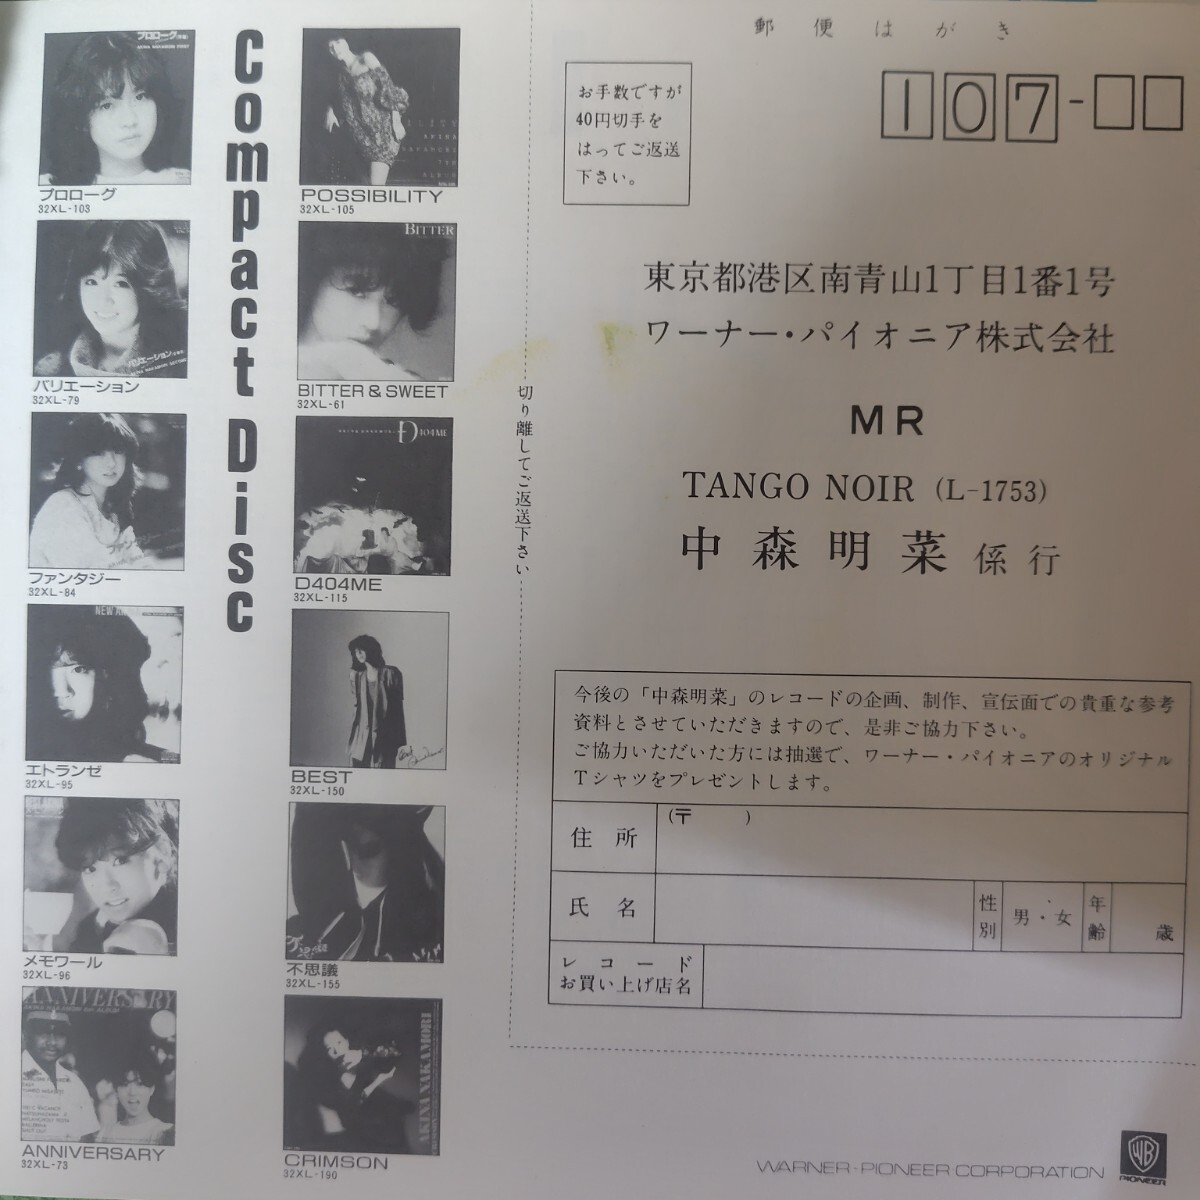 Compact Disc
プロローグ
32XL-103
バリエーション
32XL-79
ファンタジー
32XL-84
エトランゼ
32XL-95
メモワール
32XL-96
ANNIVERSARY
ANNIVERSARY
32XL-73
POSSIBILITY
32XL-105
BITTER
BITTER & SWEET
32XL-61
D404ME
D404ME
32XL-115
BEST
32XL-150
不思議
32XL-155
AKINA NAKAMORI
CRIMSON
32XL-190
切り離してご返送下さい
郵便はがき
お手数ですが
40円切手を
はってご返送
下さい。
107-
東京都港区南青山1丁目1番1号
ワーナー・パイオニア株式会社
MR
TANGO NOIR (L-1753)
中森明菜 係 行
今後の「中森明菜」のレコードの企画、制作、宣伝面での貴重な参考
資料とさせていただきますので、是非ご協力下さい。
ご協力いただいた方には抽選で、ワーナー・パイオニアのオリジナル
Tシャツをプレゼントします。
住所 (〒 )
氏名 性別 男・女 年齢 歳
レコード
お買い上げ店名
WARNER-PIONEER CORPORATION
WB
PIONEER